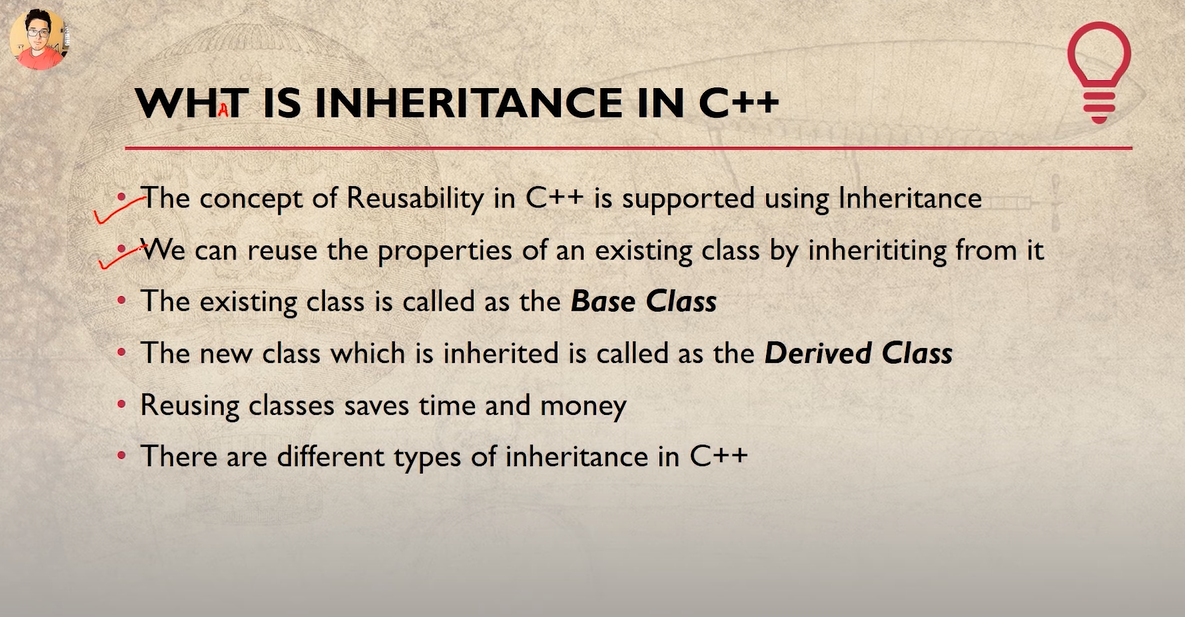 WHAT IS INHERITANCE IN C++
• The concept of Reusability in C++ is supported using Inheritance
• We can reuse the properties of an existing class by inherititing from it
• The existing class is called as the Base Class
• The new class which is inherited is called as the Derived Class
• Reusing classes saves time and money
• There are different types of inheritance in C++